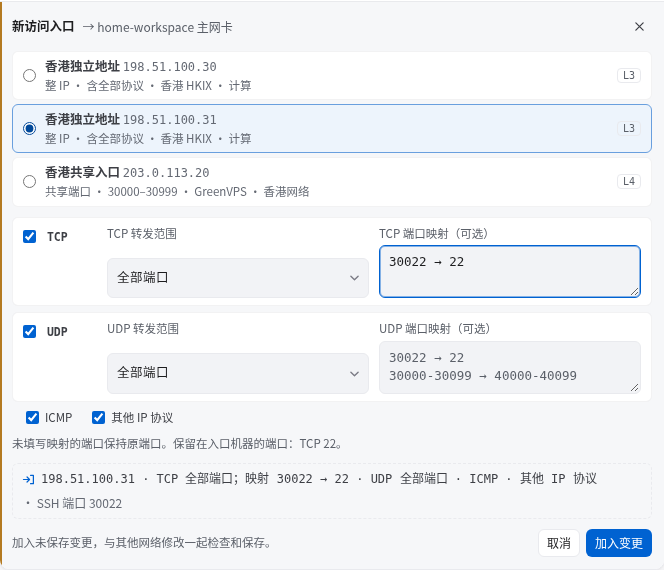 新访问入口 → home-workspace 主网卡 ×
香港独立地址 198.51.100.30
整 IP · 含全部协议 · 香港 HKIX · 计算 L3
香港独立地址 198.51.100.31
整 IP · 含全部协议 · 香港 HKIX · 计算 L3
香港共享入口 203.0.113.20
共享端口 · 30000–30999 · GreenVPS · 香港网络 L4
TCP TCP 转发范围 TCP 端口映射（可选）
全部端口 30022 → 22
UDP UDP 转发范围 UDP 端口映射（可选）
全部端口 30022 → 22
30000-30099 → 40000-40099
ICMP 其他 IP 协议
未填写映射的端口保持原端口。保留在入口机器的端口：TCP 22。
198.51.100.31 · TCP 全部端口；映射 30022 → 22 · UDP 全部端口 · ICMP · 其他 IP 协议
· SSH 端口 30022
加入未保存变更，与其他网络修改一起检查和保存。 取消 加入变更